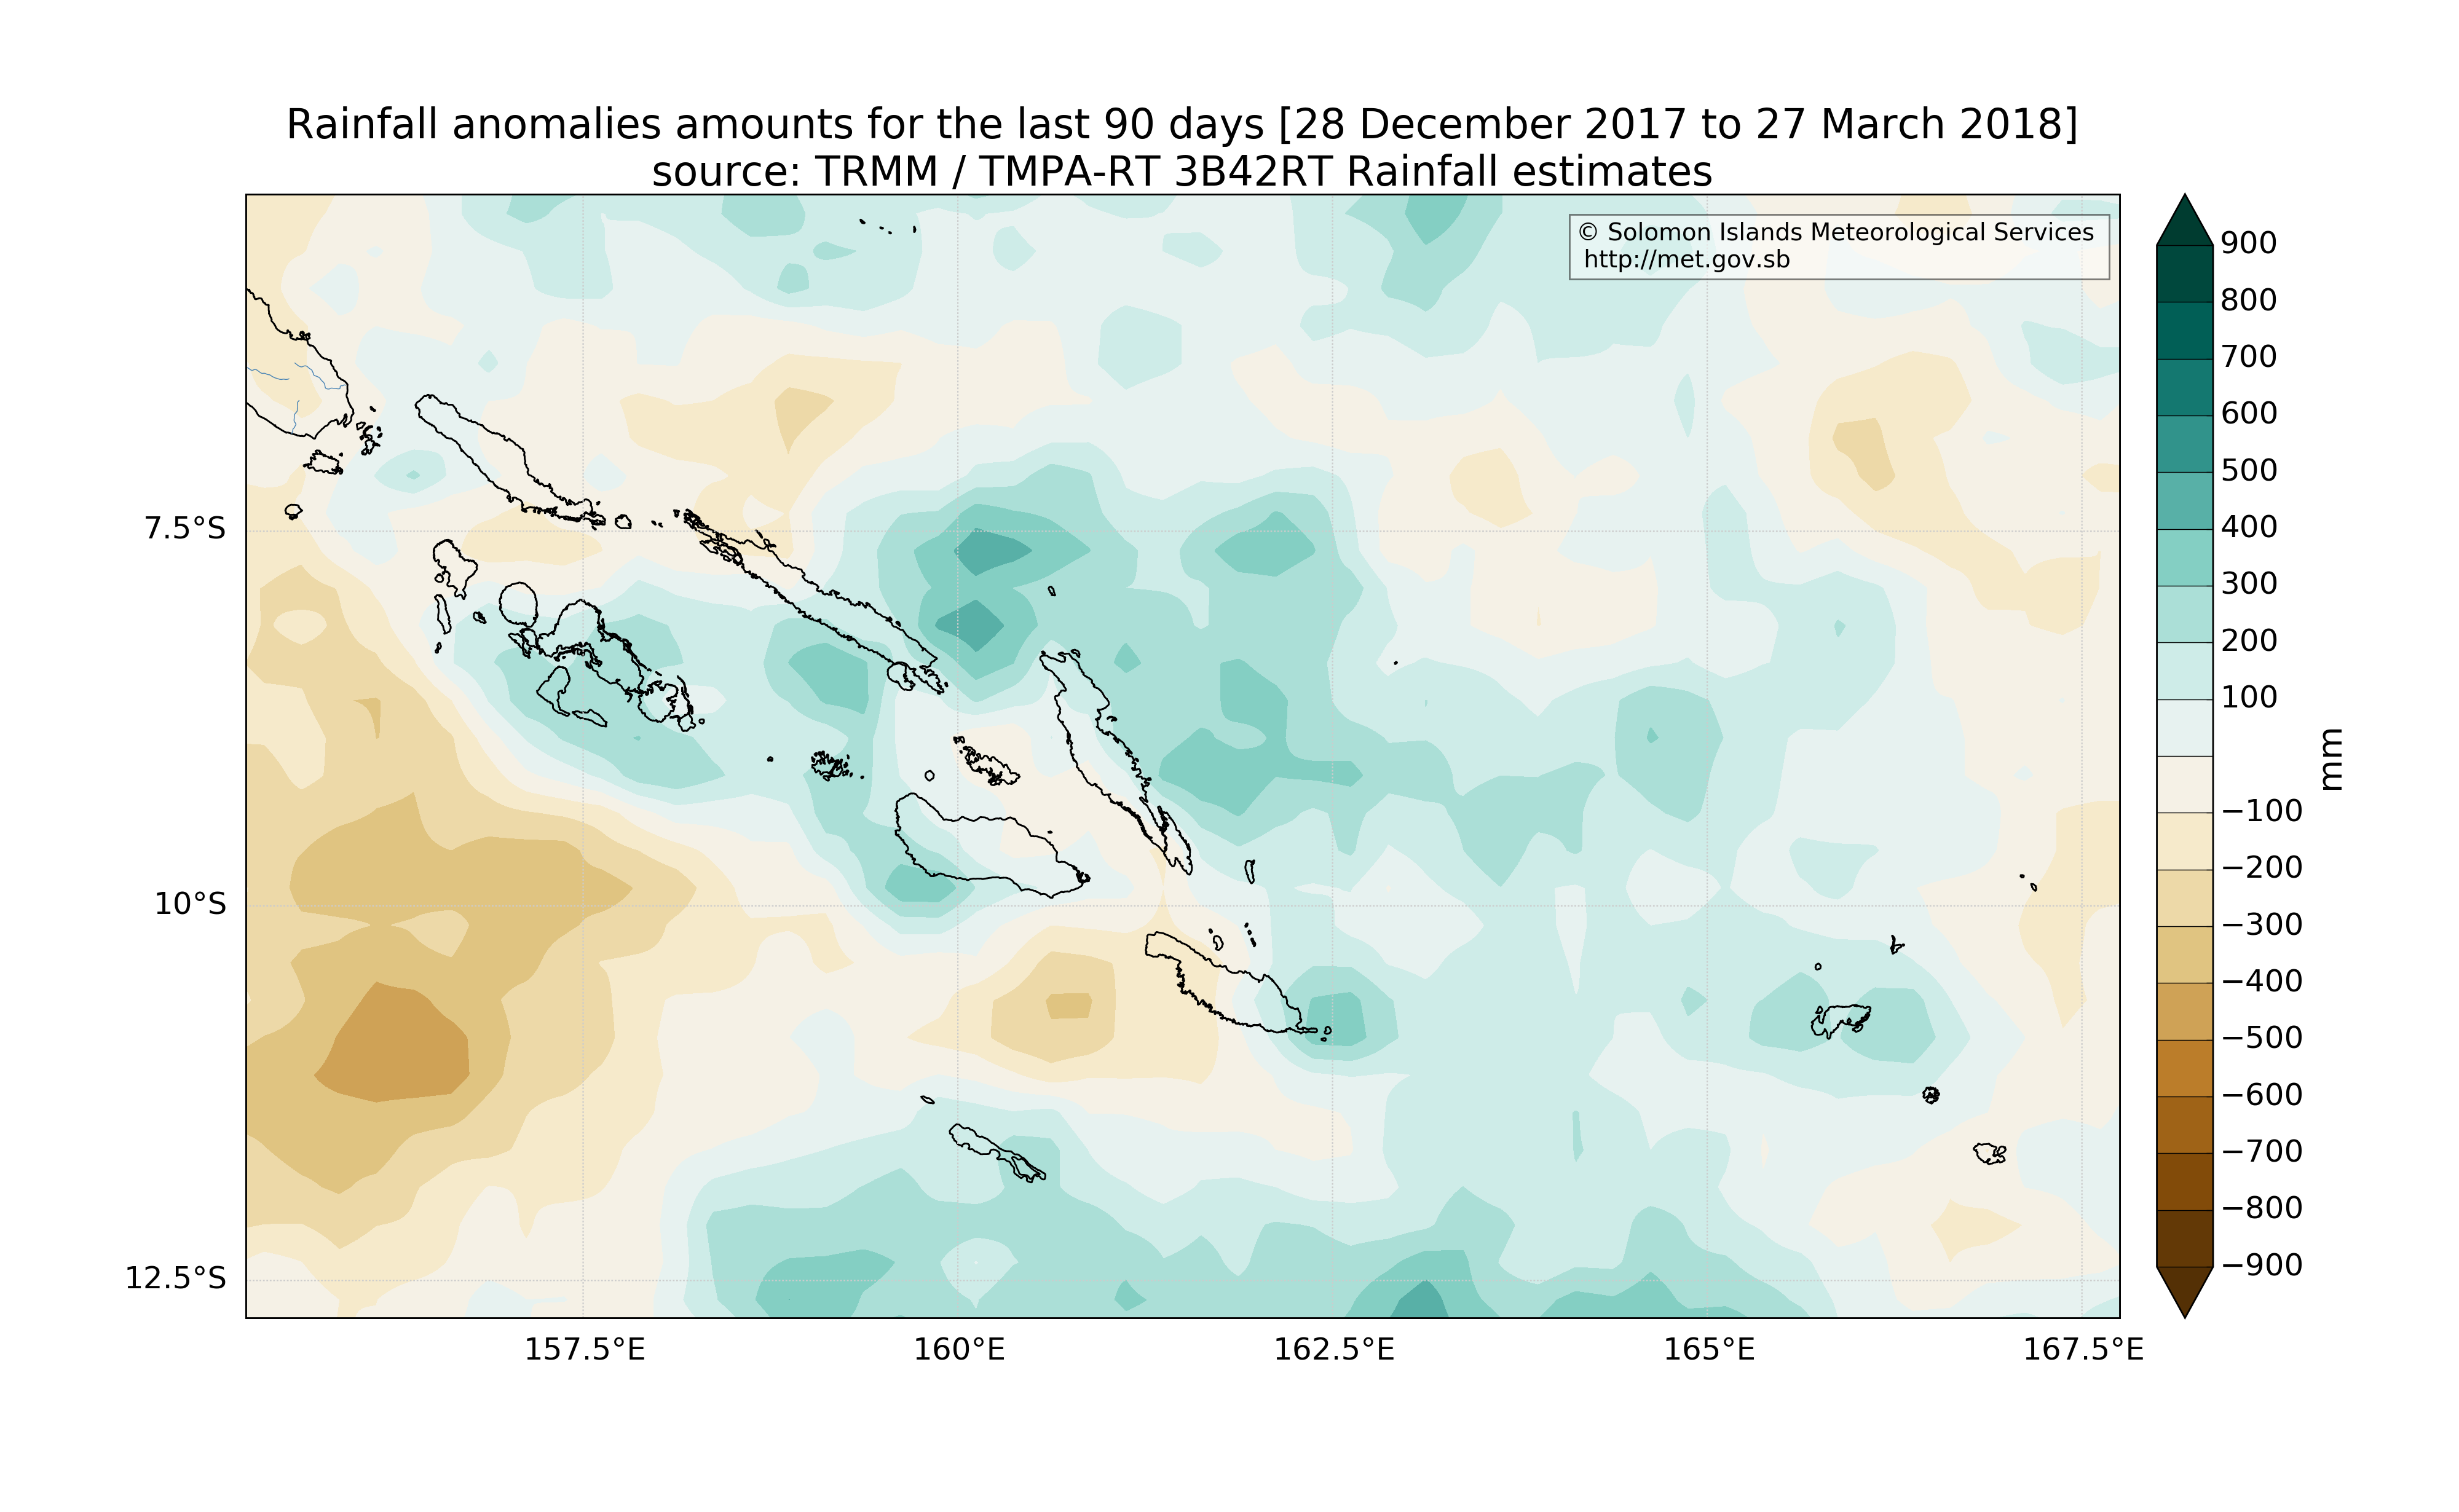 Rainfall anomalies amounts for the last 90 days [28 December 2017 to 27 March 2018]
source: TRMM / TMPA-RT 3B42RT Rainfall estimates
© Solomon Islands Meteorological Services
http://met.gov.sb
7.5°S
10°S
12.5°S
157.5°E
160°E
162.5°E
165°E
167.5°E
900
800
700
600
500
400
300
200
100
−100
−200
−300
−400
−500
−600
−700
−800
−900
mm